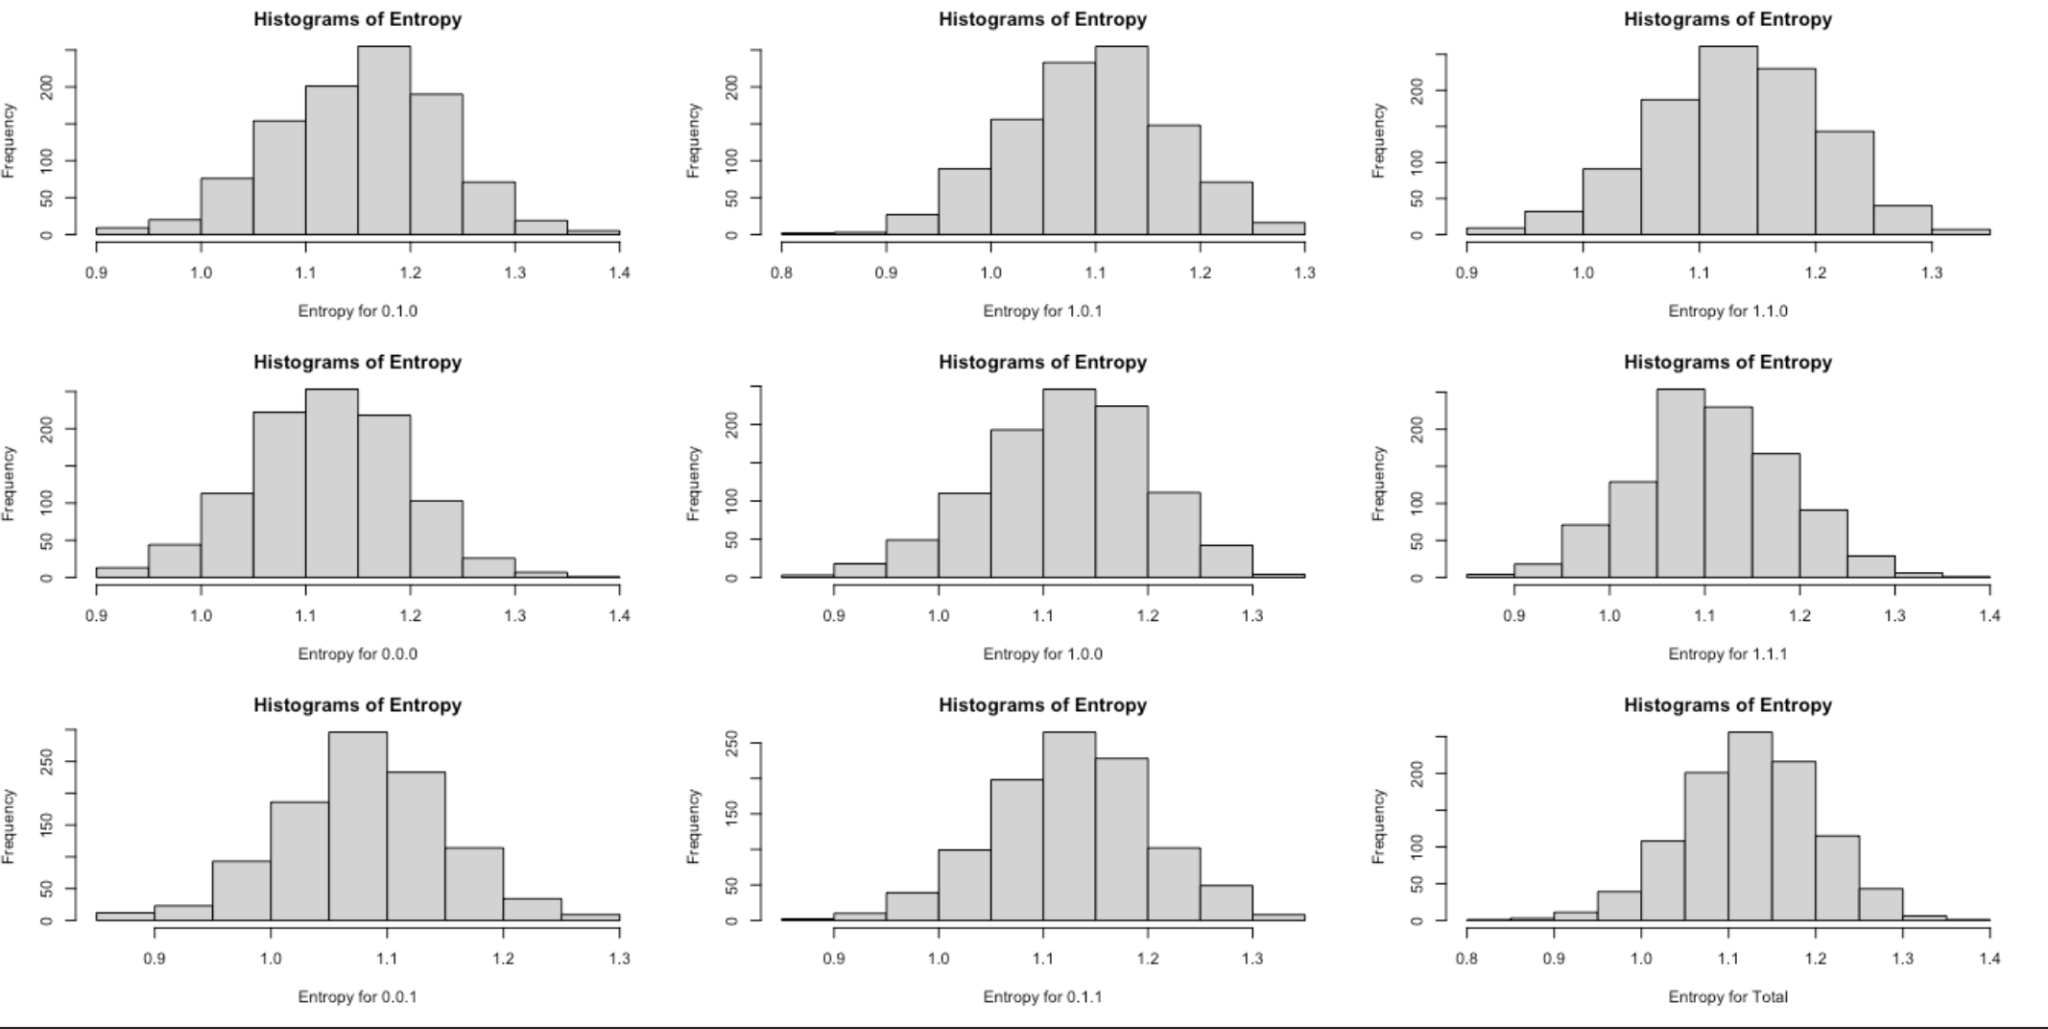 Histograms of Entropy
Frequency
0 50 100 200
0.9 1.0 1.1 1.2 1.3 1.4
Entropy for 0.1.0
Histograms of Entropy
Frequency
0 50 100 200
0.8 0.9 1.0 1.1 1.2 1.3
Entropy for 1.0.1
Histograms of Entropy
Frequency
0 50 100 200
0.9 1.0 1.1 1.2 1.3
Entropy for 1.1.0
Histograms of Entropy
Frequency
0 50 100 200
0.9 1.0 1.1 1.2 1.3 1.4
Entropy for 0.0.0
Histograms of Entropy
Frequency
0 50 100 200
0.9 1.0 1.1 1.2 1.3
Entropy for 1.0.0
Histograms of Entropy
Frequency
0 50 100 200
0.9 1.0 1.1 1.2 1.3 1.4
Entropy for 1.1.1
Histograms of Entropy
Frequency
0 50 150 250
0.9 1.0 1.1 1.2 1.3
Entropy for 0.0.1
Histograms of Entropy
Frequency
0 50 150 250
0.9 1.0 1.1 1.2 1.3
Entropy for 0.1.1
Histograms of Entropy
Frequency
0 50 100 200
0.8 0.9 1.0 1.1 1.2 1.3 1.4
Entropy for Total